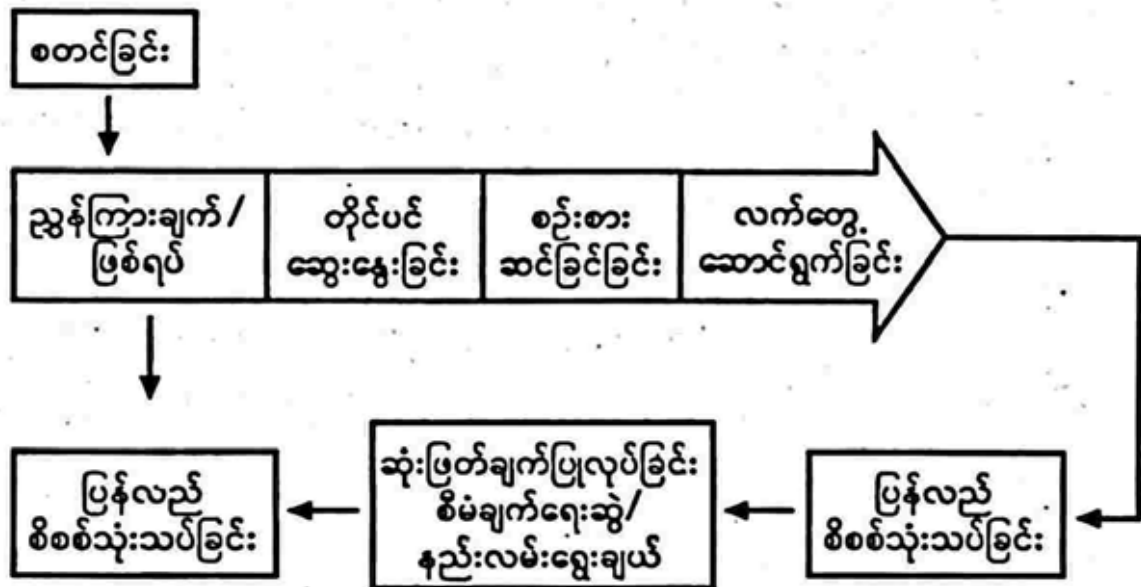 စတင်ခြင်း
ညွှန်ကြားချက် /
ဖြစ်ရပ်
တိုင်ပင်
ဆွေးနွေးခြင်း
စဉ်းစား
ဆင်ခြင်ခြင်း
လက်တွေ့
ဆောင်ရွက်ခြင်း
ပြန်လည်
စိစစ်သုံးသပ်ခြင်း
ဆုံးဖြတ်ချက်ပြုလုပ်ခြင်း
စီမံချက်ရေးဆွဲ/
နည်းလမ်းရွေးချယ်
ပြန်လည်
စိစစ်သုံးသပ်ခြင်း